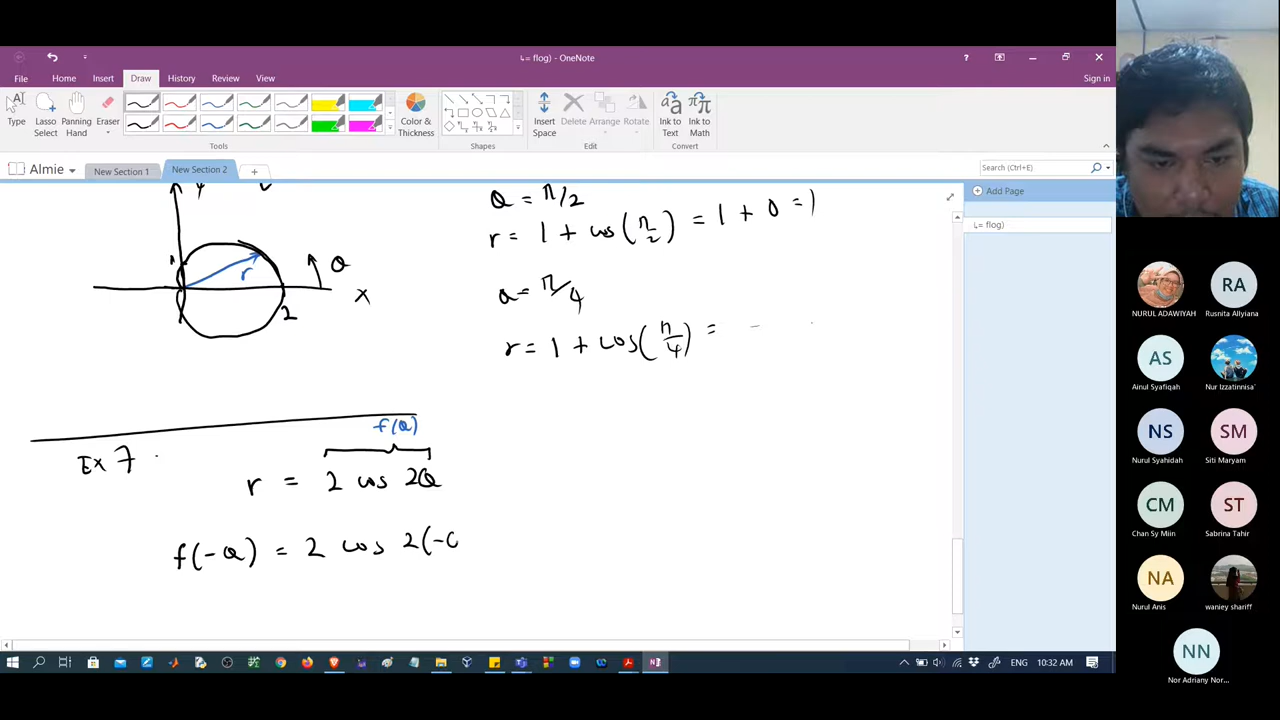 ↳= flog) - OneNote
File Home Insert Draw History Review View Sign in
Type
Lasso Select
Panning Hand
Eraser
Color & Thickness
Insert Space
Delete
Arrange
Rotate
Ink to Text
Ink to Math
Tools Shapes Edit Convert
Almie New Section 1 New Section 2 +
Search (Ctrl+E)
Add Page
↳= flog)
θ = π/2
r = 1 + cos(π/2) = 1 + 0 = 1
θ = π/4
r = 1 + cos(π/4) =
y
r
θ
x
2
f(θ)
Ex 7
r = 2 cos 2θ
f(-θ) = 2 cos 2(-
NURUL ADAWIYAH
RA
Rusnita Allyiana
AS
Ainul Syafiqah
Nur Izzatinnisa'
NS
Nurul Syahidah
SM
Siti Maryam
CM
Chan Sy Miin
ST
Sabrina Tahir
NA
Nurul Anis
waniey shariff
NN
Nor Adriany Nor...
ENG 10:32 AM